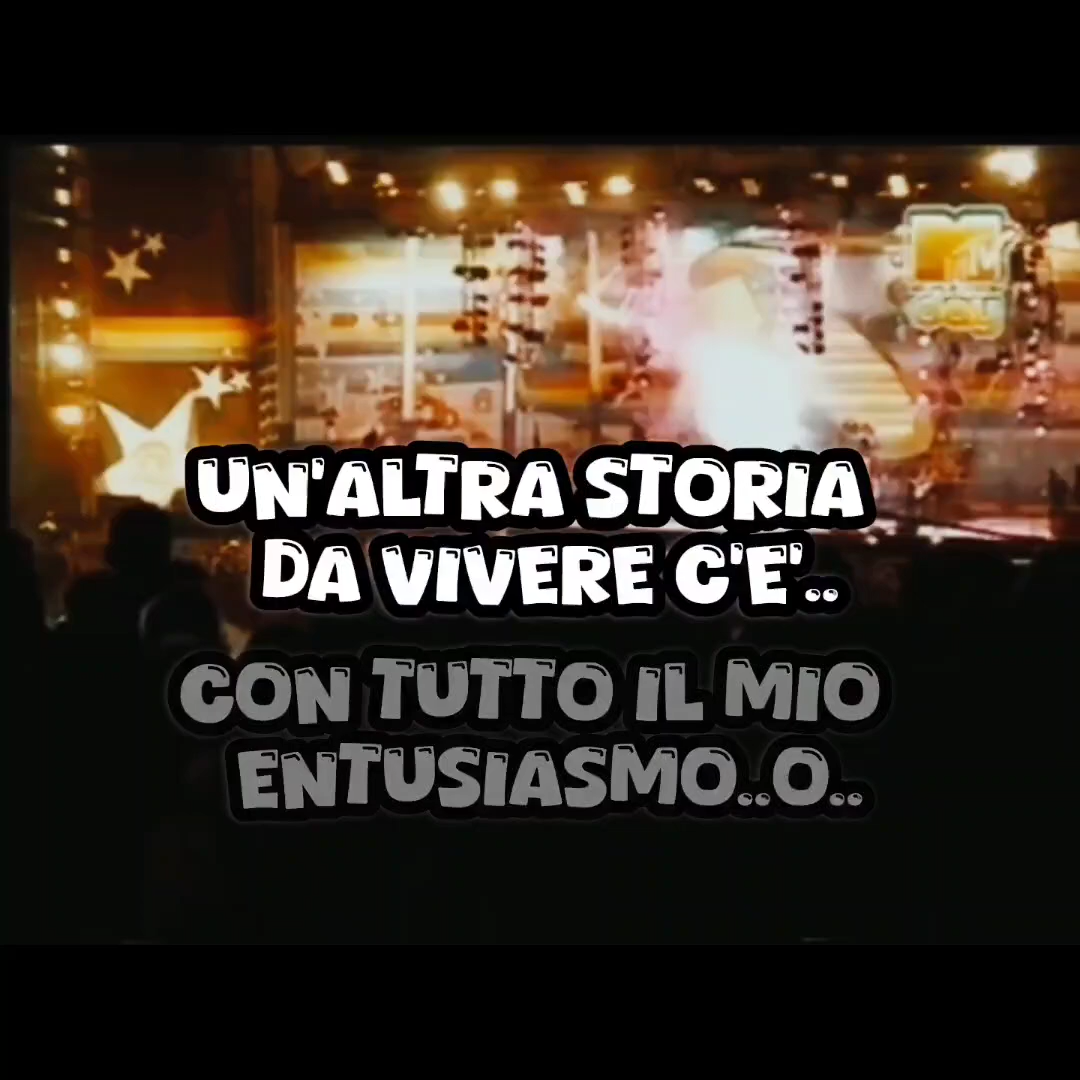 UN'ALTRA STORIA
DA VIVERE C'E'..
CON TUTTO IL MIO
ENTUSIASMO..O..